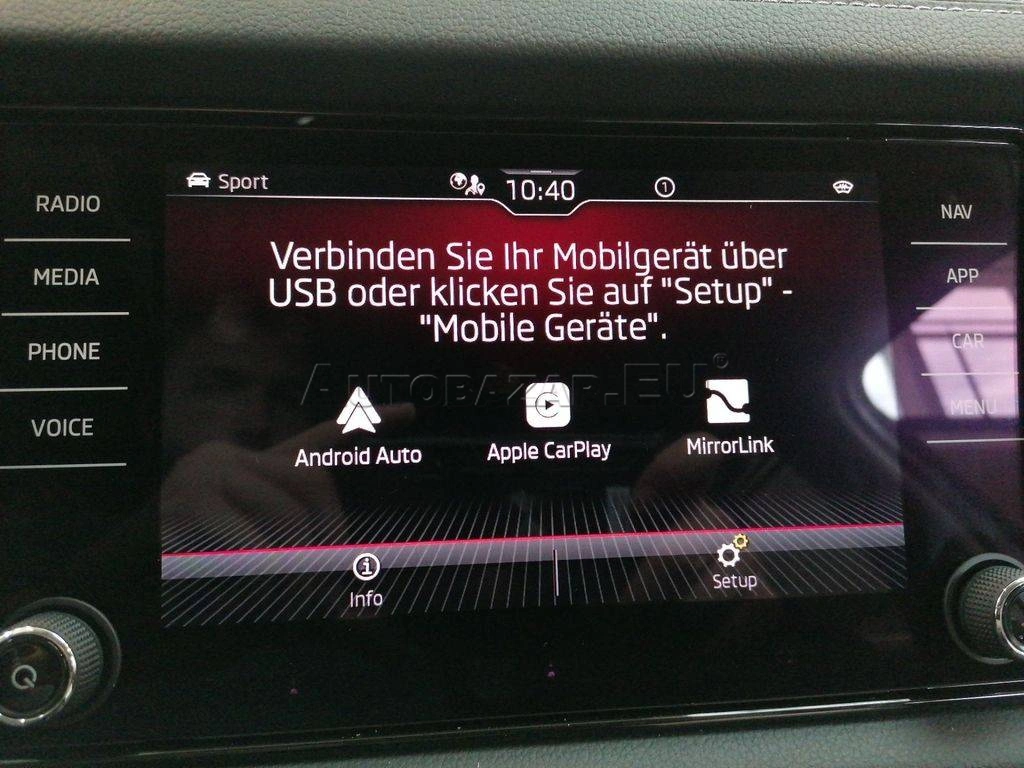 Sport
10:40
1
RADIO
MEDIA
PHONE
VOICE
NAV
APP
CAR
MENU
Verbinden Sie Ihr Mobilgerät über
USB oder klicken Sie auf "Setup" -
"Mobile Geräte".
AUTOBAZAR.EU®
Android Auto
Apple CarPlay
MirrorLink
Info
Setup